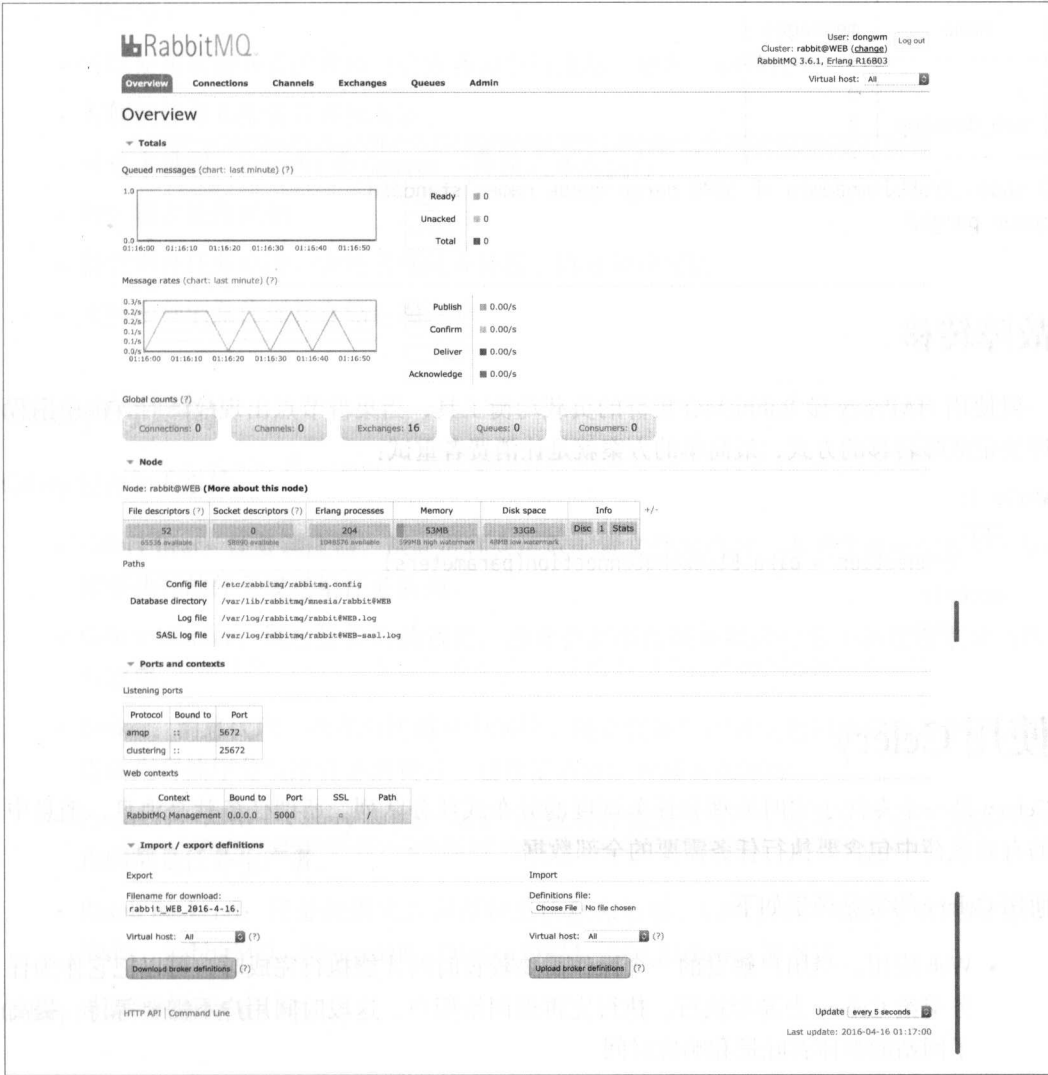 RabbitMQ
User: dongwm
Log out
Cluster: rabbit@WEB (change)
RabbitMQ 3.6.1, Erlang R16B03
Overview Connections Channels Exchanges Queues Admin
Virtual host: All
Overview
Totals
Queued messages (chart: last minute) (?)
1.0
0.0
01:16:00 01:16:10 01:16:20 01:16:30 01:16:40 01:16:50
Ready 0
Unacked 0
Total 0
Message rates (chart: last minute) (?)
0.3/s
0.2/s
0.2/s
0.1/s
0.1/s
0.0/s
01:16:00 01:16:10 01:16:20 01:16:30 01:16:40 01:16:50
Publish 0.00/s
Confirm 0.00/s
Deliver 0.00/s
Acknowledge 0.00/s
Global counts (?)
Connections: 0 Channels: 0 Exchanges: 16 Queues: 0 Consumers: 0
Node
Node: rabbit@WEB (More about this node)
File descriptors (?) Socket descriptors (?) Erlang processes Memory Disk space Info +/-
52 0 204 53MB 33GB Disc 1 Stats
65536 available 58890 available 1048576 available 599MB high watermark 48MB low watermark
Paths
Config file /etc/rabbitmq/rabbitmq.config
Database directory /var/lib/rabbitmq/mnesia/rabbit@WEB
Log file /var/log/rabbitmq/rabbit@WEB.log
SASL log file /var/log/rabbitmq/rabbit@WEB-sasl.log
Ports and contexts
Listening ports
Protocol Bound to Port
amqp :: 5672
clustering :: 25672
Web contexts
Context Bound to Port SSL Path
RabbitMQ Management 0.0.0.0 5000 ○ /
Import / export definitions
Export
Filename for download:
rabbit_WEB_2016-4-16.
Virtual host: All (?)
Download broker definitions (?)
Import
Definitions file:
Choose File No file chosen
Virtual host: All (?)
Upload broker definitions (?)
HTTP API Command Line
Update every 5 seconds
Last update: 2016-04-16 01:17:00